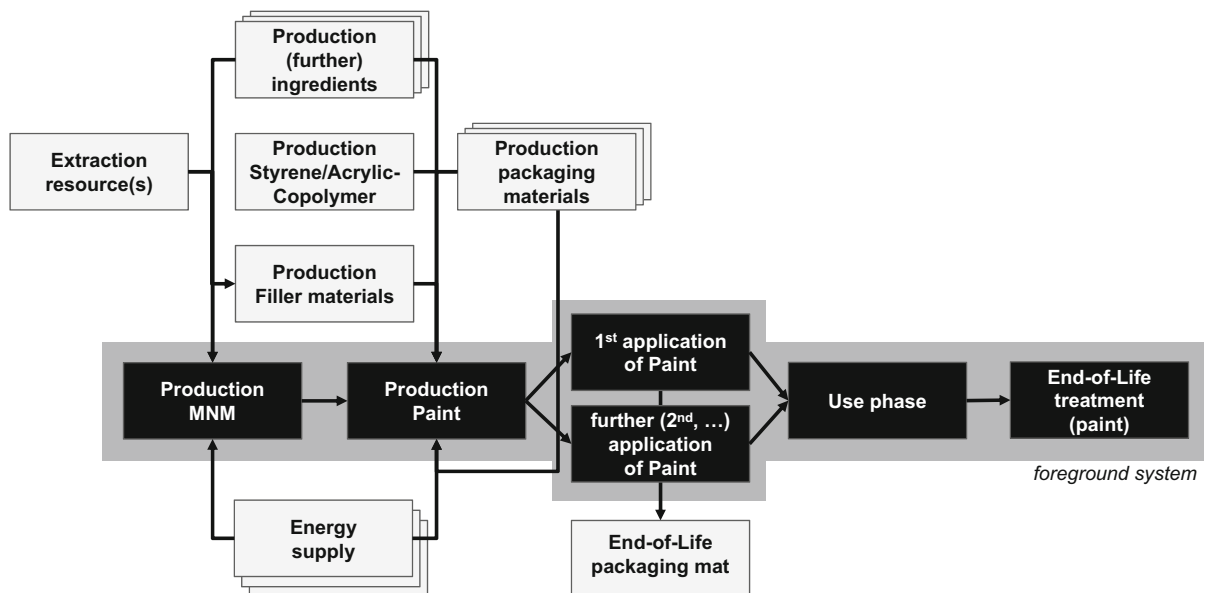 Production
(further)
ingredients
Extraction
resource(s)
Production
Styrene/Acrylic-
Copolymer
Production
packaging
materials
Production
Filler materials
Production
MNM
Production
Paint
1st application
of Paint
further (2nd, …)
application
of Paint
Use phase
End-of-Life
treatment
(paint)
foreground system
Energy
supply
End-of-Life
packaging mat